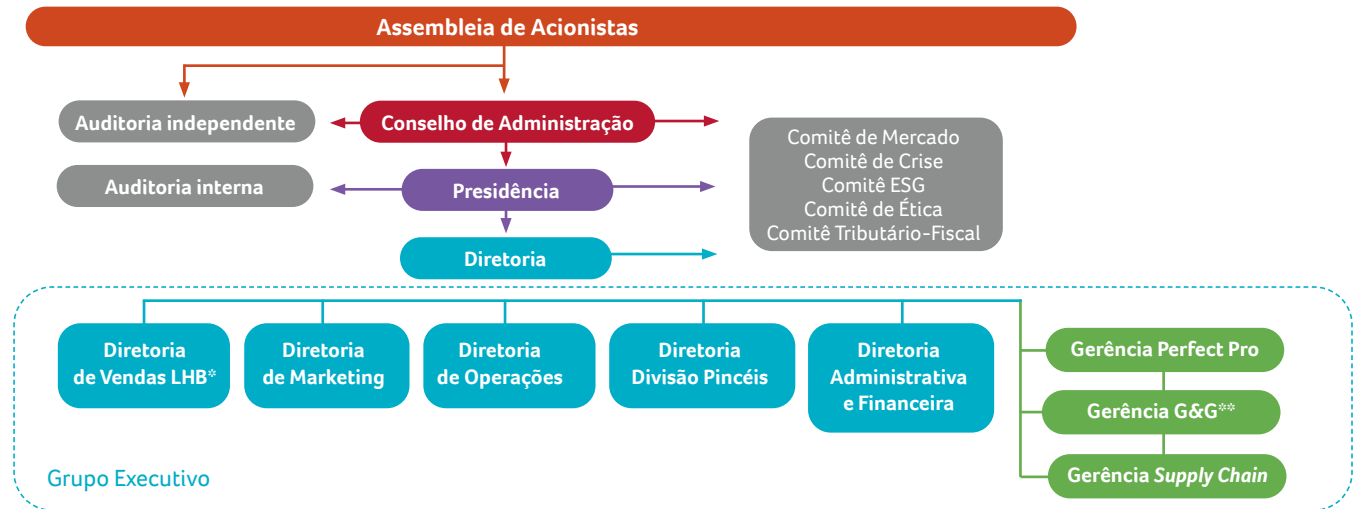 Assembleia de Acionistas
Auditoria independente
Conselho de Administração
Comitê de Mercado
Comitê de Crise
Comitê ESG
Comitê de Ética
Comitê Tributário-Fiscal
Auditoria interna
Presidência
Diretoria
Diretoria
de Vendas LHB*
Diretoria
de Marketing
Diretoria
de Operações
Diretoria
Divisão Pincéis
Diretoria
Administrativa
e Financeira
Gerência Perfect Pro
Gerência G&G**
Gerência Supply Chain
Grupo Executivo